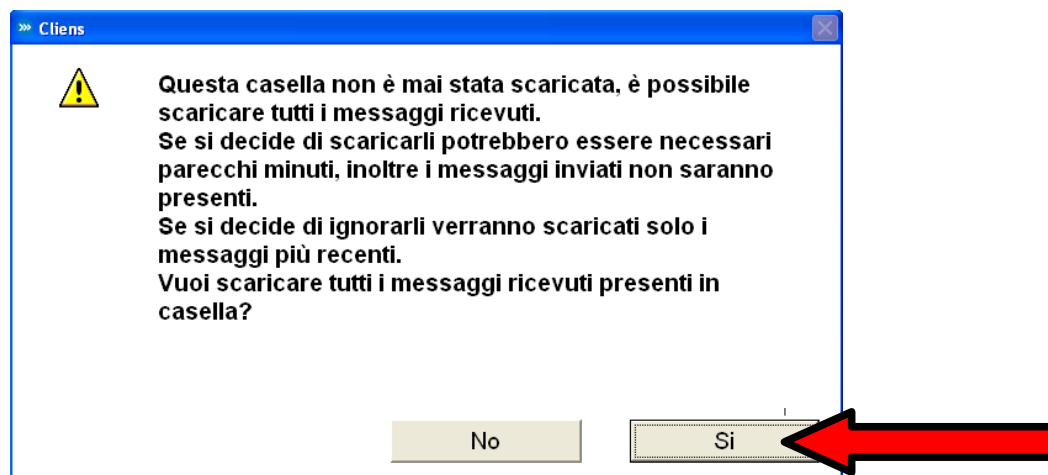 Cliens
Questa casella non è mai stata scaricata, è possibile
scaricare tutti i messaggi ricevuti.
Se si decide di scaricarli potrebbero essere necessari
parecchi minuti, inoltre i messaggi inviati non saranno
presenti.
Se si decide di ignorarli verranno scaricati solo i
messaggi più recenti.
Vuoi scaricare tutti i messaggi ricevuti presenti in
casella?
No
Si